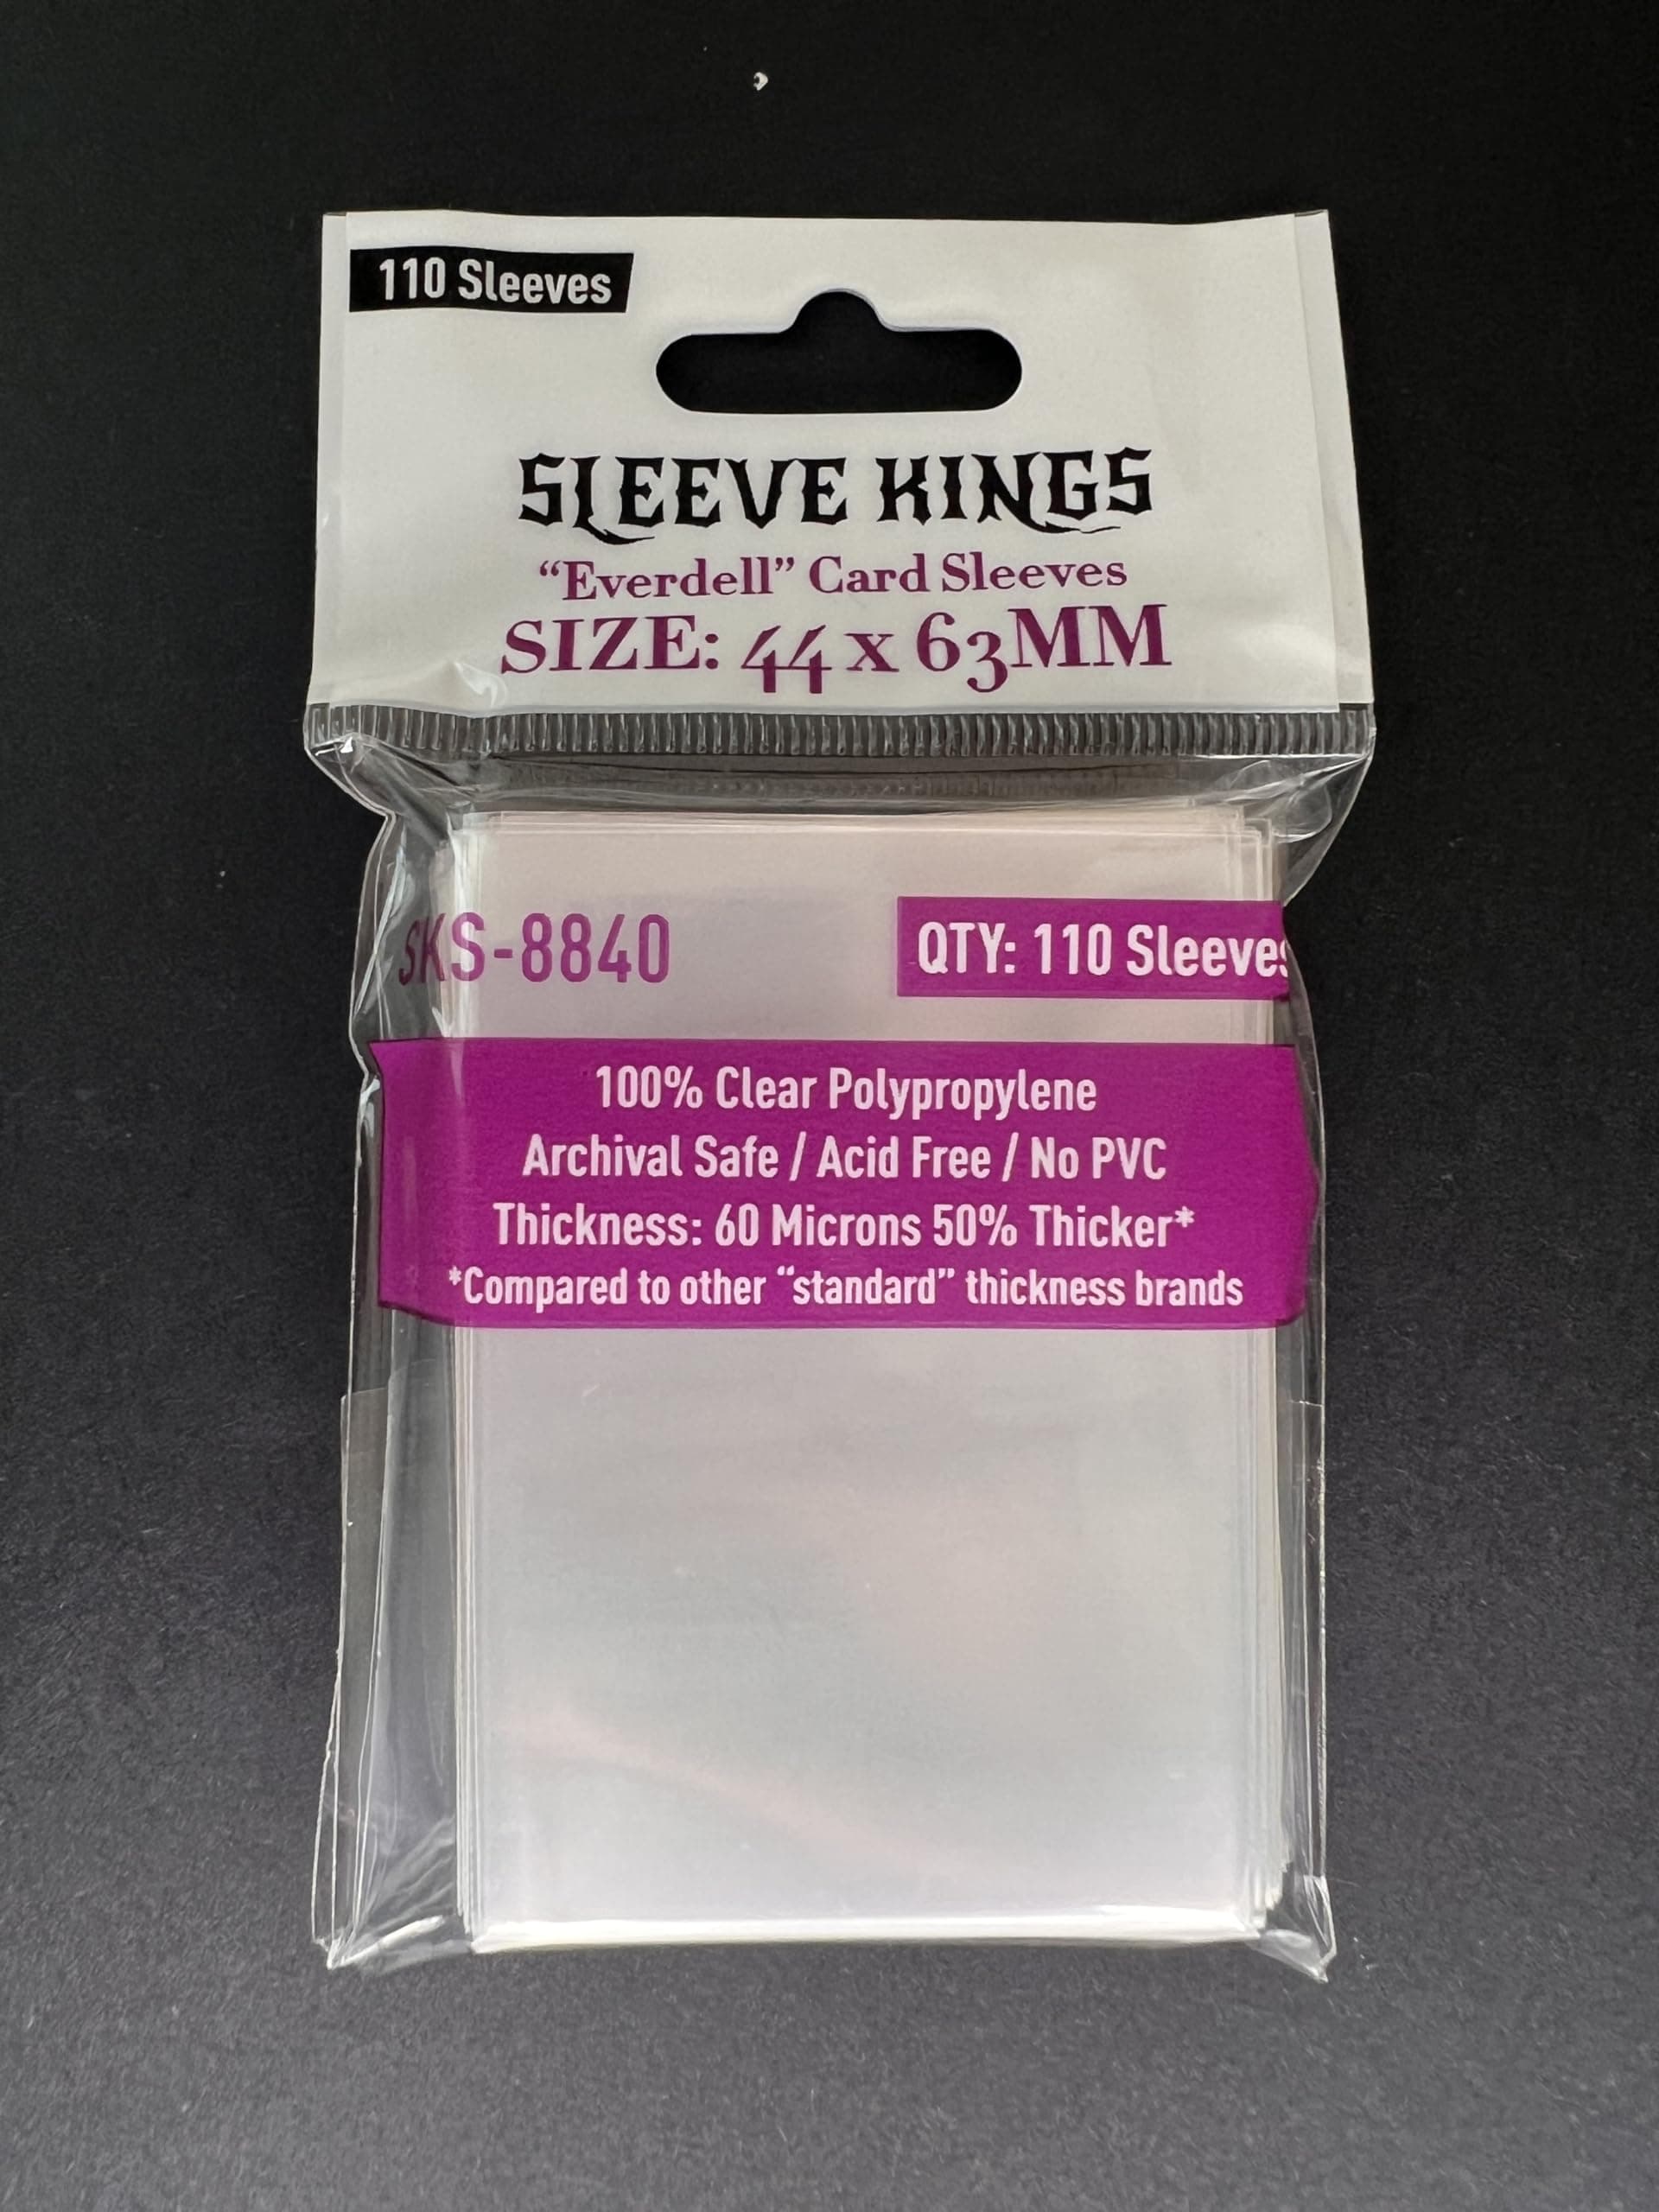 110 Sleeves
SLEEVE KINGS
“Everdell” Card Sleeves
SIZE: 44 x 63MM
SKS-8840
QTY: 110 Sleeves
100% Clear Polypropylene
Archival Safe / Acid Free / No PVC
Thickness: 60 Microns 50% Thicker*
*Compared to other “standard” thickness brands